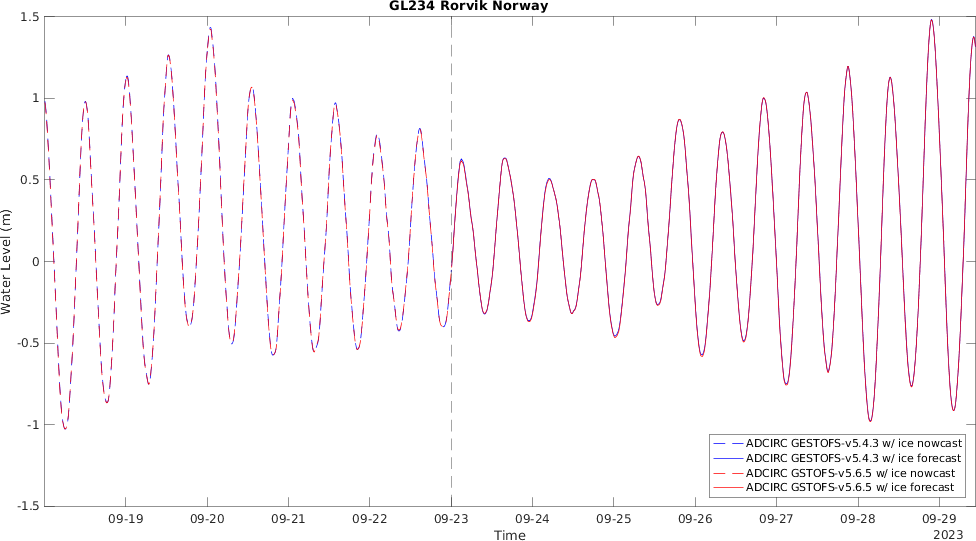 GL234 Rorvik Norway
1.5
1
0.5
0
-0.5
-1
-1.5
Water Level (m)
ADCIRC GESTOFS-v5.4.3 w/ ice nowcast
ADCIRC GESTOFS-v5.4.3 w/ ice forecast
ADCIRC GSTOFS-v5.6.5 w/ ice nowcast
ADCIRC GSTOFS-v5.6.5 w/ ice forecast
09-19 09-20 09-21 09-22 09-23 09-24 09-25 09-26 09-27 09-28 09-29
Time
2023